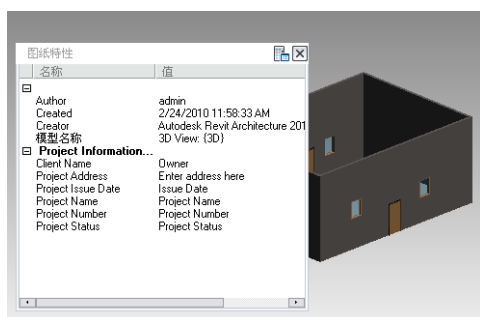 图纸特性
名称 值
Author admin
Created 2/24/2010 11:58:33 AM
Creator Autodesk Revit Architecture 201
模型名称 3D View: {3D}
Project Information...
Client Name Owner
Project Address Enter address here
Project Issue Date Issue Date
Project Name Project Name
Project Number Project Number
Project Status Project Status